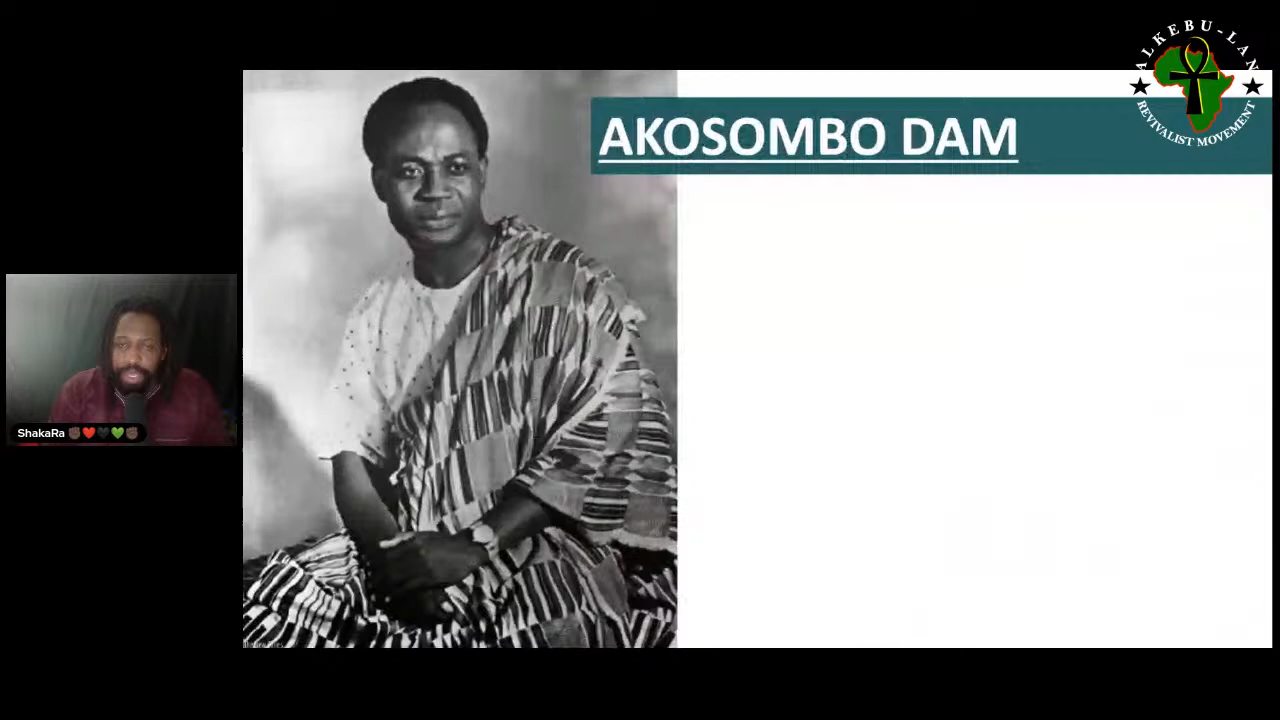 ALKEBU-LAN
REVIVALIST MOVEMENT
AKOSOMBO DAM
ShakaRa ✊🏿❤️🖤💚✊🏿